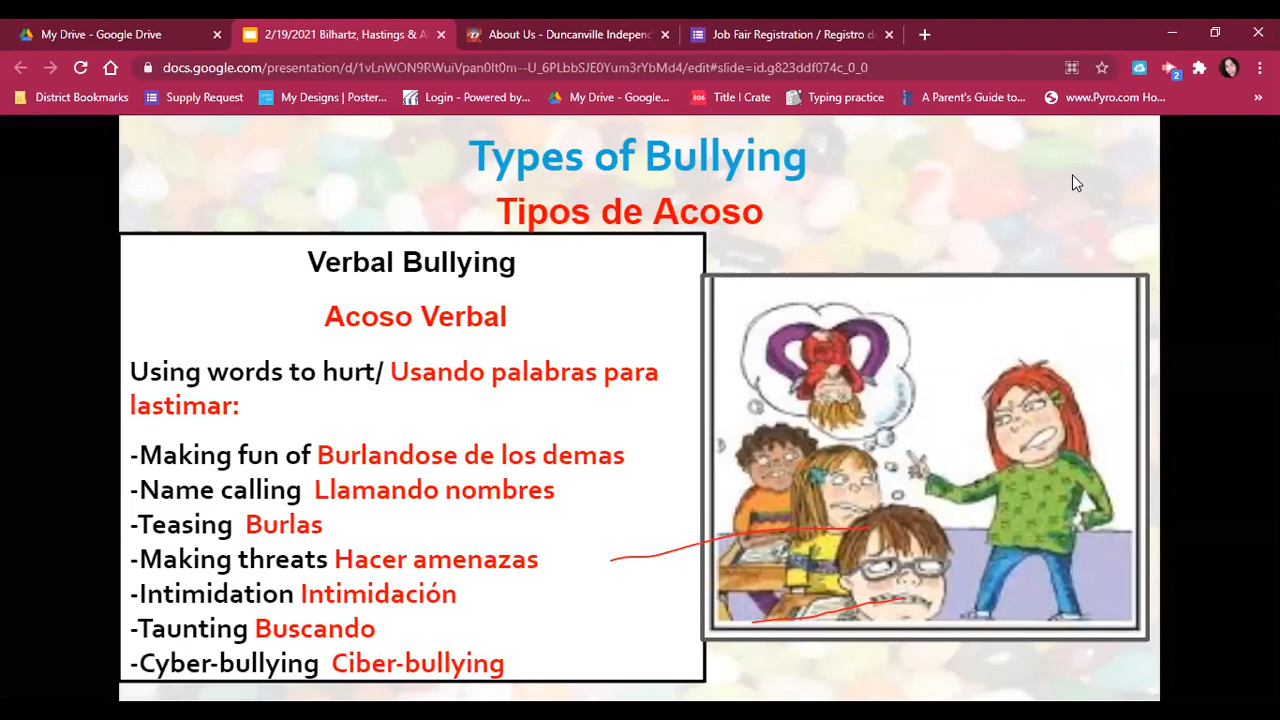 My Drive - Google Drive
2/19/2021 Bilhartz, Hastings & A
About Us - Duncanville Indepen
Job Fair Registration / Registro d
docs.google.com/presentation/d/1vLnWON9RWuiVpan0It0m--U_6PLbbSJE0Yum3rYbMd4/edit#slide=id.g823ddf074c_0_0
2
District Bookmarks
Supply Request
My Designs | Poster...
Login - Powered by...
My Drive - Google...
Title I Crate
Typing practice
A Parent's Guide to...
www.Pyro.com Ho...
Types of Bullying
Tipos de Acoso
Verbal Bullying
Acoso Verbal
Using words to hurt/ Usando palabras para
lastimar:
-Making fun of Burlandose de los demas
-Name calling Llamando nombres
-Teasing Burlas
-Making threats Hacer amenazas
-Intimidation Intimidación
-Taunting Buscando
-Cyber-bullying Ciber-bullying